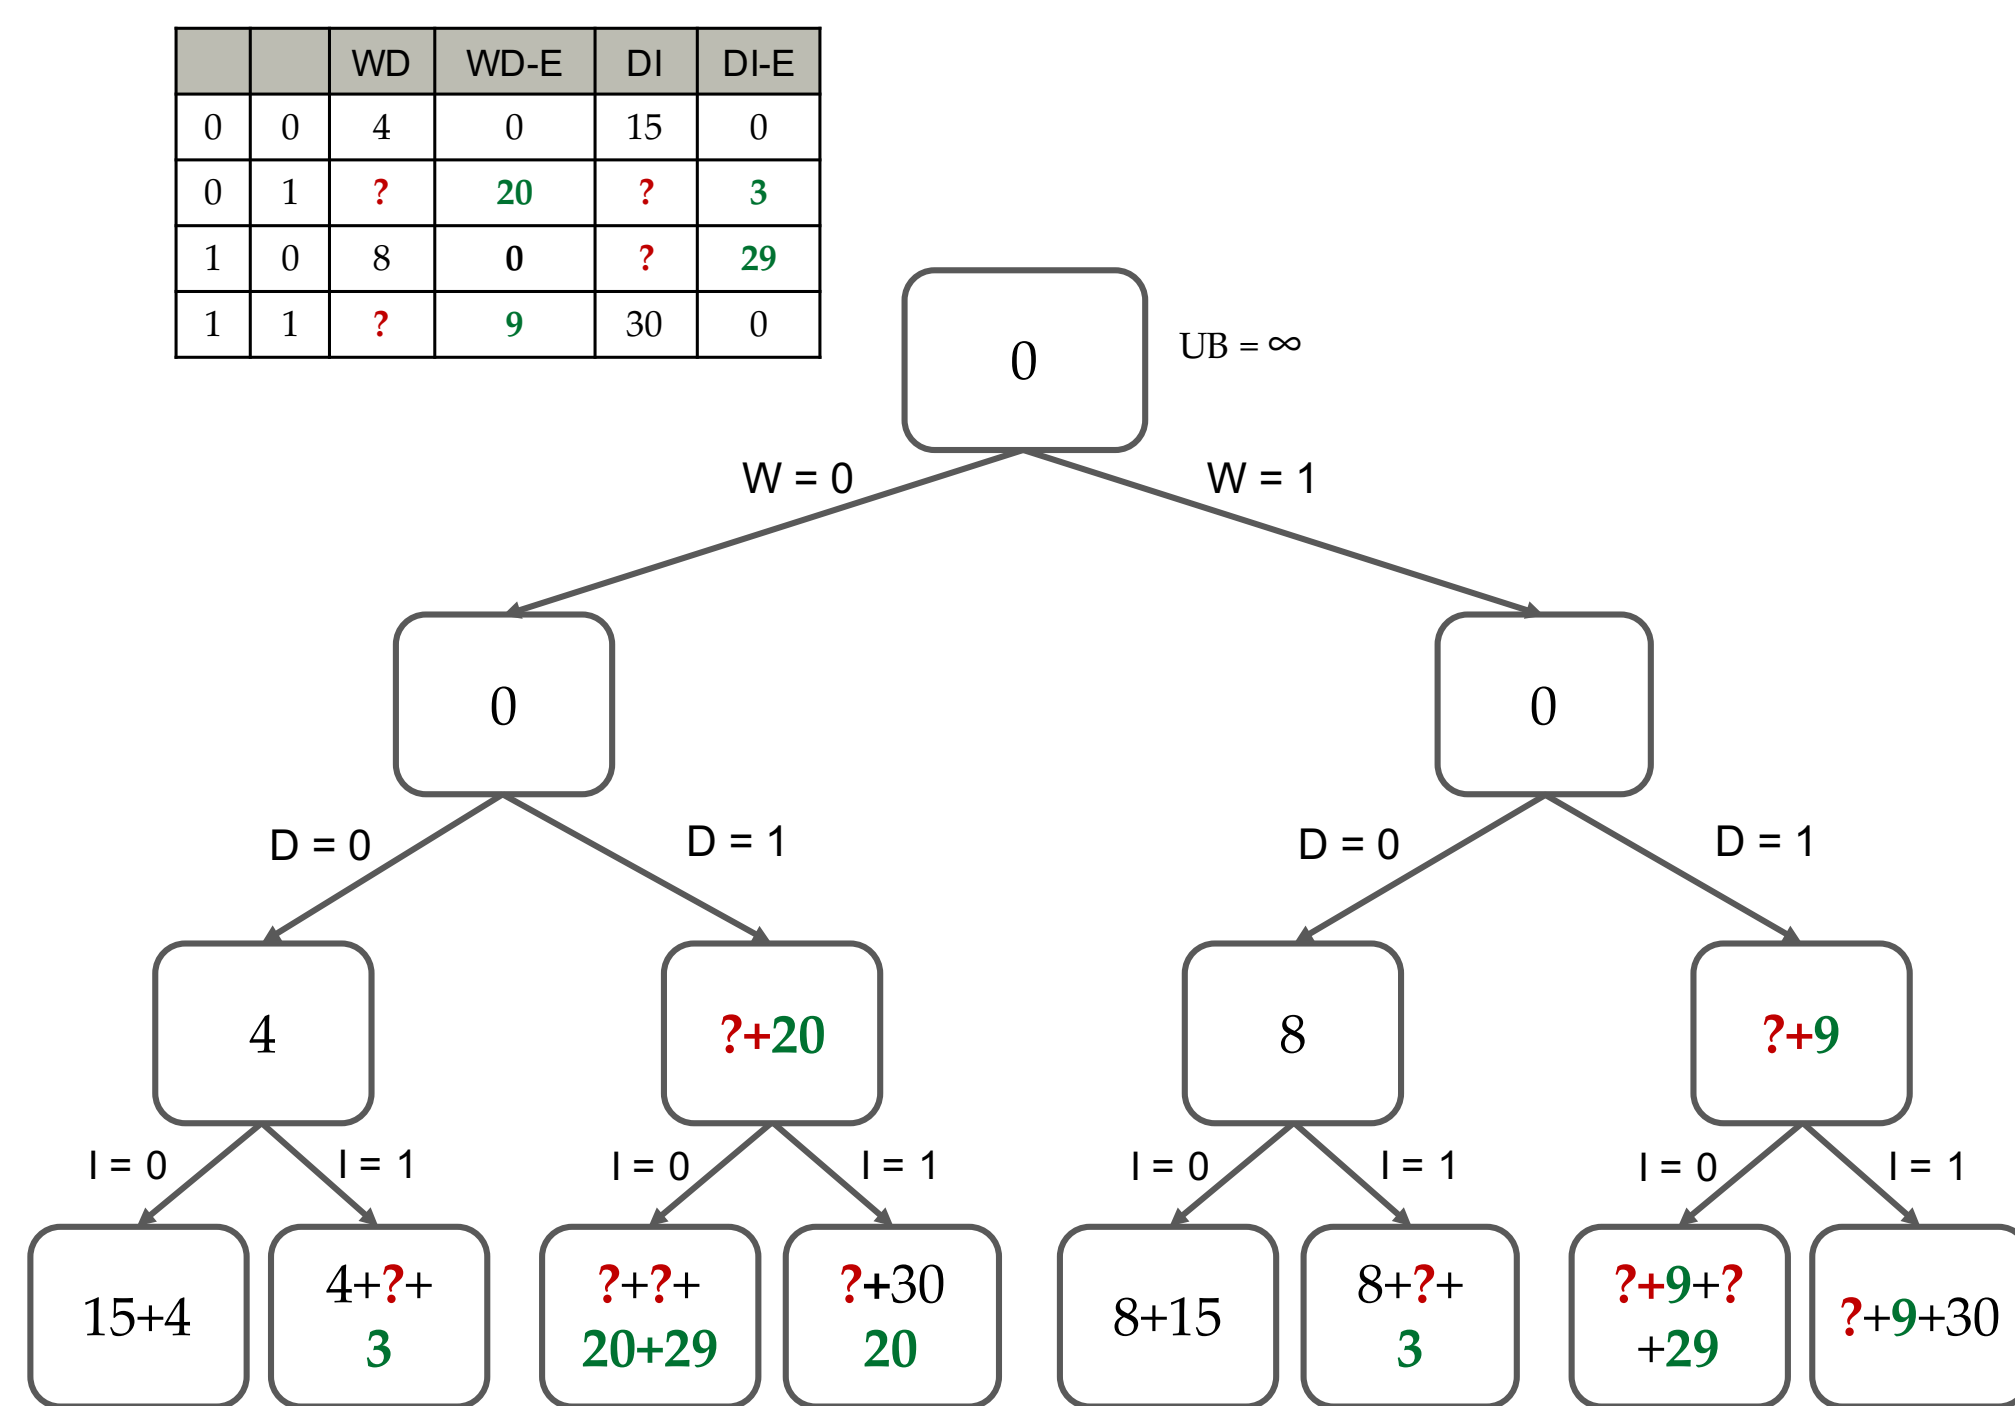 WD WD-E DI DI-E
0 0 4 0 15 0
0 1 ? 20 ? 3
1 0 8 0 ? 29
1 1 ? 9 30 0
0
UB = ∞
W = 0
W = 1
0
0
D = 0
D = 1
D = 0
D = 1
4
?+20
8
?+9
I = 0
I = 1
I = 0
I = 1
I = 0
I = 1
I = 0
I = 1
15+4
4+?+
3
?+?+
20+29
?+30
20
8+15
8+?+
3
?+9+?
+29
?+9+30